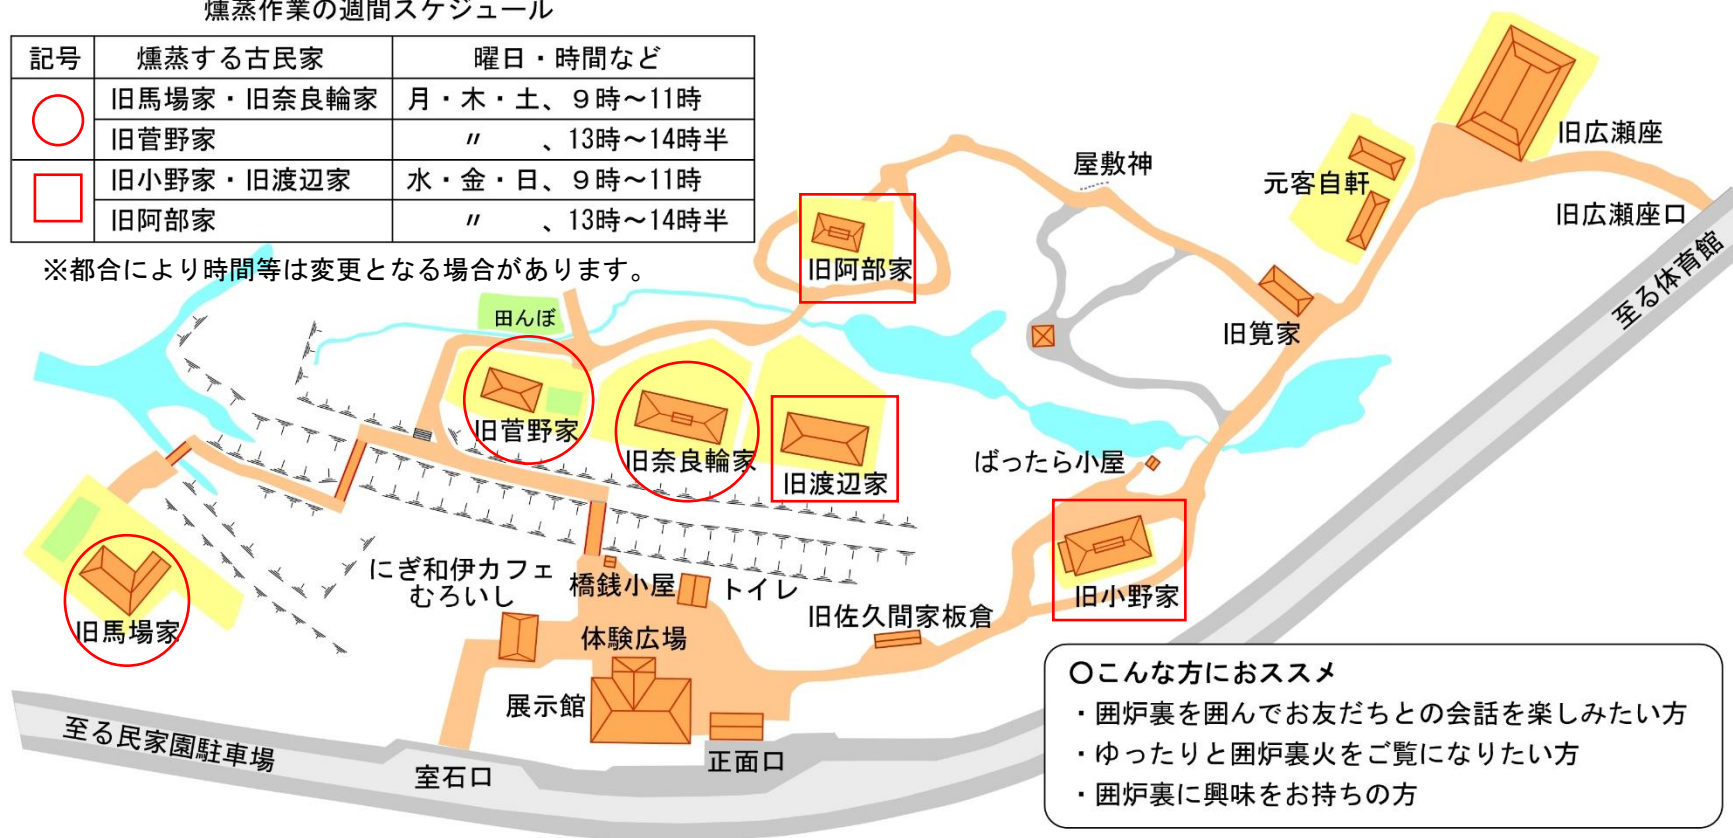 燻蒸作業の週間スケジュール
記号 燻蒸する古民家 曜日・時間など
旧馬場家・旧奈良輪家 月・木・土、９時～11時
旧菅野家 〃 、13時～14時半
旧小野家・旧渡辺家 水・金・日、９時～11時
旧阿部家 〃 、13時～14時半
※都合により時間等は変更となる場合があります。
旧広瀬座
屋敷神
元客自軒
旧広瀬座口
至る体育館
旧阿部家
田んぼ
旧筧家
旧菅野家
旧奈良輪家
旧渡辺家
ばったら小屋
にぎ和伊カフェ
むろいし
橋銭小屋
トイレ
旧小野家
旧佐久間家板倉
旧馬場家
体験広場
展示館
至る民家園駐車場
室石口
正面口
〇こんな方におススメ
・囲炉裏を囲んでお友だちとの会話を楽しみたい方
・ゆったりと囲炉裏火をご覧になりたい方
・囲炉裏に興味をお持ちの方